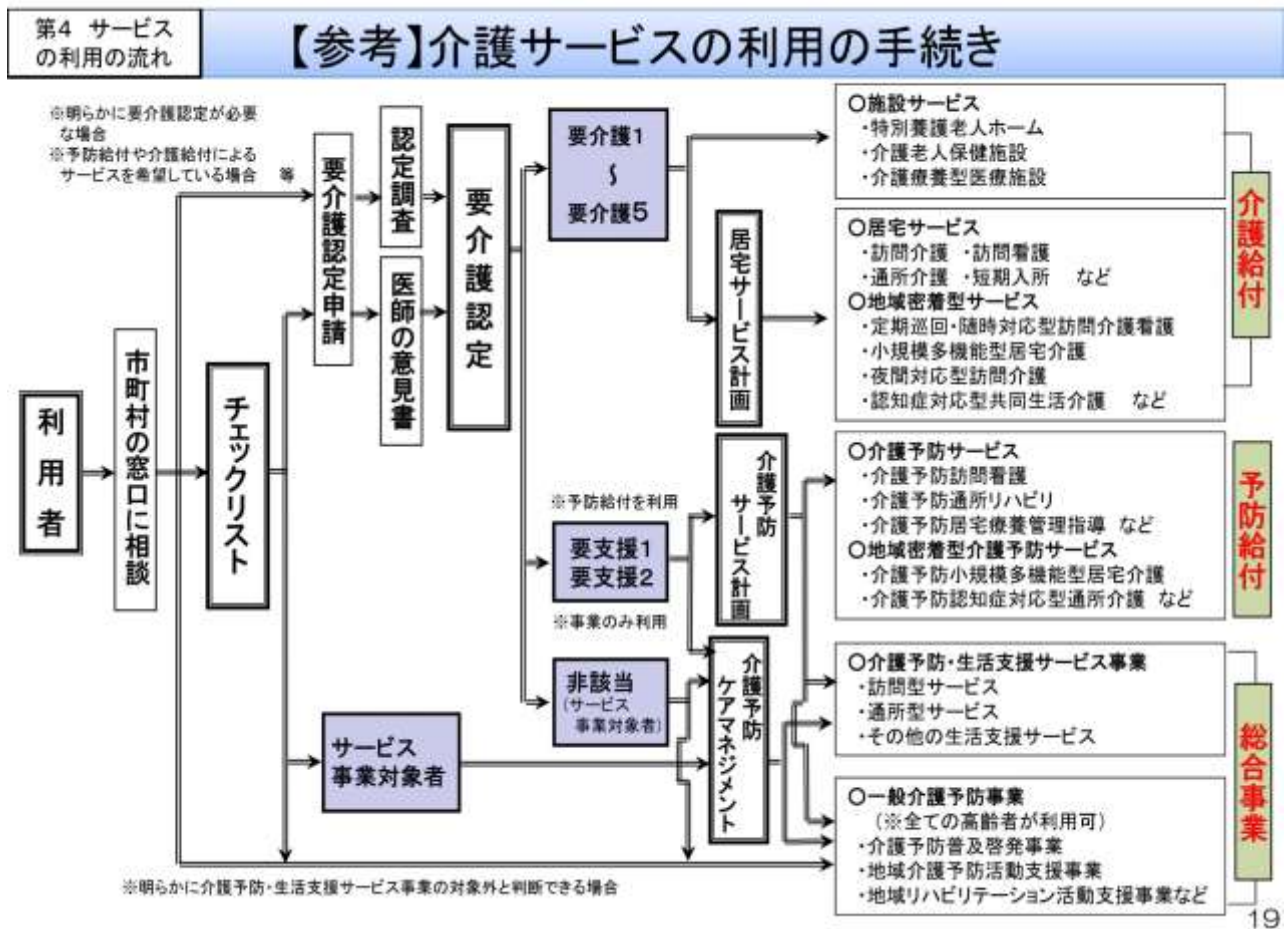 第4 サービス
の利用の流れ
【参考】介護サービスの利用の手続き
※明らかに要介護認定が必要
な場合
※予防給付や介護給付による
サービスを希望している場合 等
利用者
市町村の窓口に相談
チェックリスト
要介護認定申請
認定調査
医師の意見書
要介護認定
要介護1
〜
要介護5
※予防給付を利用
要支援1
要支援2
※事業のみ利用
非該当
(サービス
事業対象者)
サービス
事業対象者
居宅サービス計画
介護予防
サービス計画
介護予防
ケアマネジメント
○施設サービス
・特別養護老人ホーム
・介護老人保健施設
・介護療養型医療施設
○居宅サービス
・訪問介護 ・訪問看護
・通所介護 ・短期入所 など
○地域密着型サービス
・定期巡回・随時対応型訪問介護看護
・小規模多機能型居宅介護
・夜間対応型訪問介護
・認知症対応型共同生活介護 など
介護給付
○介護予防サービス
・介護予防訪問看護
・介護予防通所リハビリ
・介護予防居宅療養管理指導 など
○地域密着型介護予防サービス
・介護予防小規模多機能型居宅介護
・介護予防認知症対応型通所介護 など
予防給付
○介護予防・生活支援サービス事業
・訪問型サービス
・通所型サービス
・その他の生活支援サービス
○一般介護予防事業
(※全ての高齢者が利用可)
・介護予防普及啓発事業
・地域介護予防活動支援事業
・地域リハビリテーション活動支援事業など
総合事業
※明らかに介護予防・生活支援サービス事業の対象外と判断できる場合
19